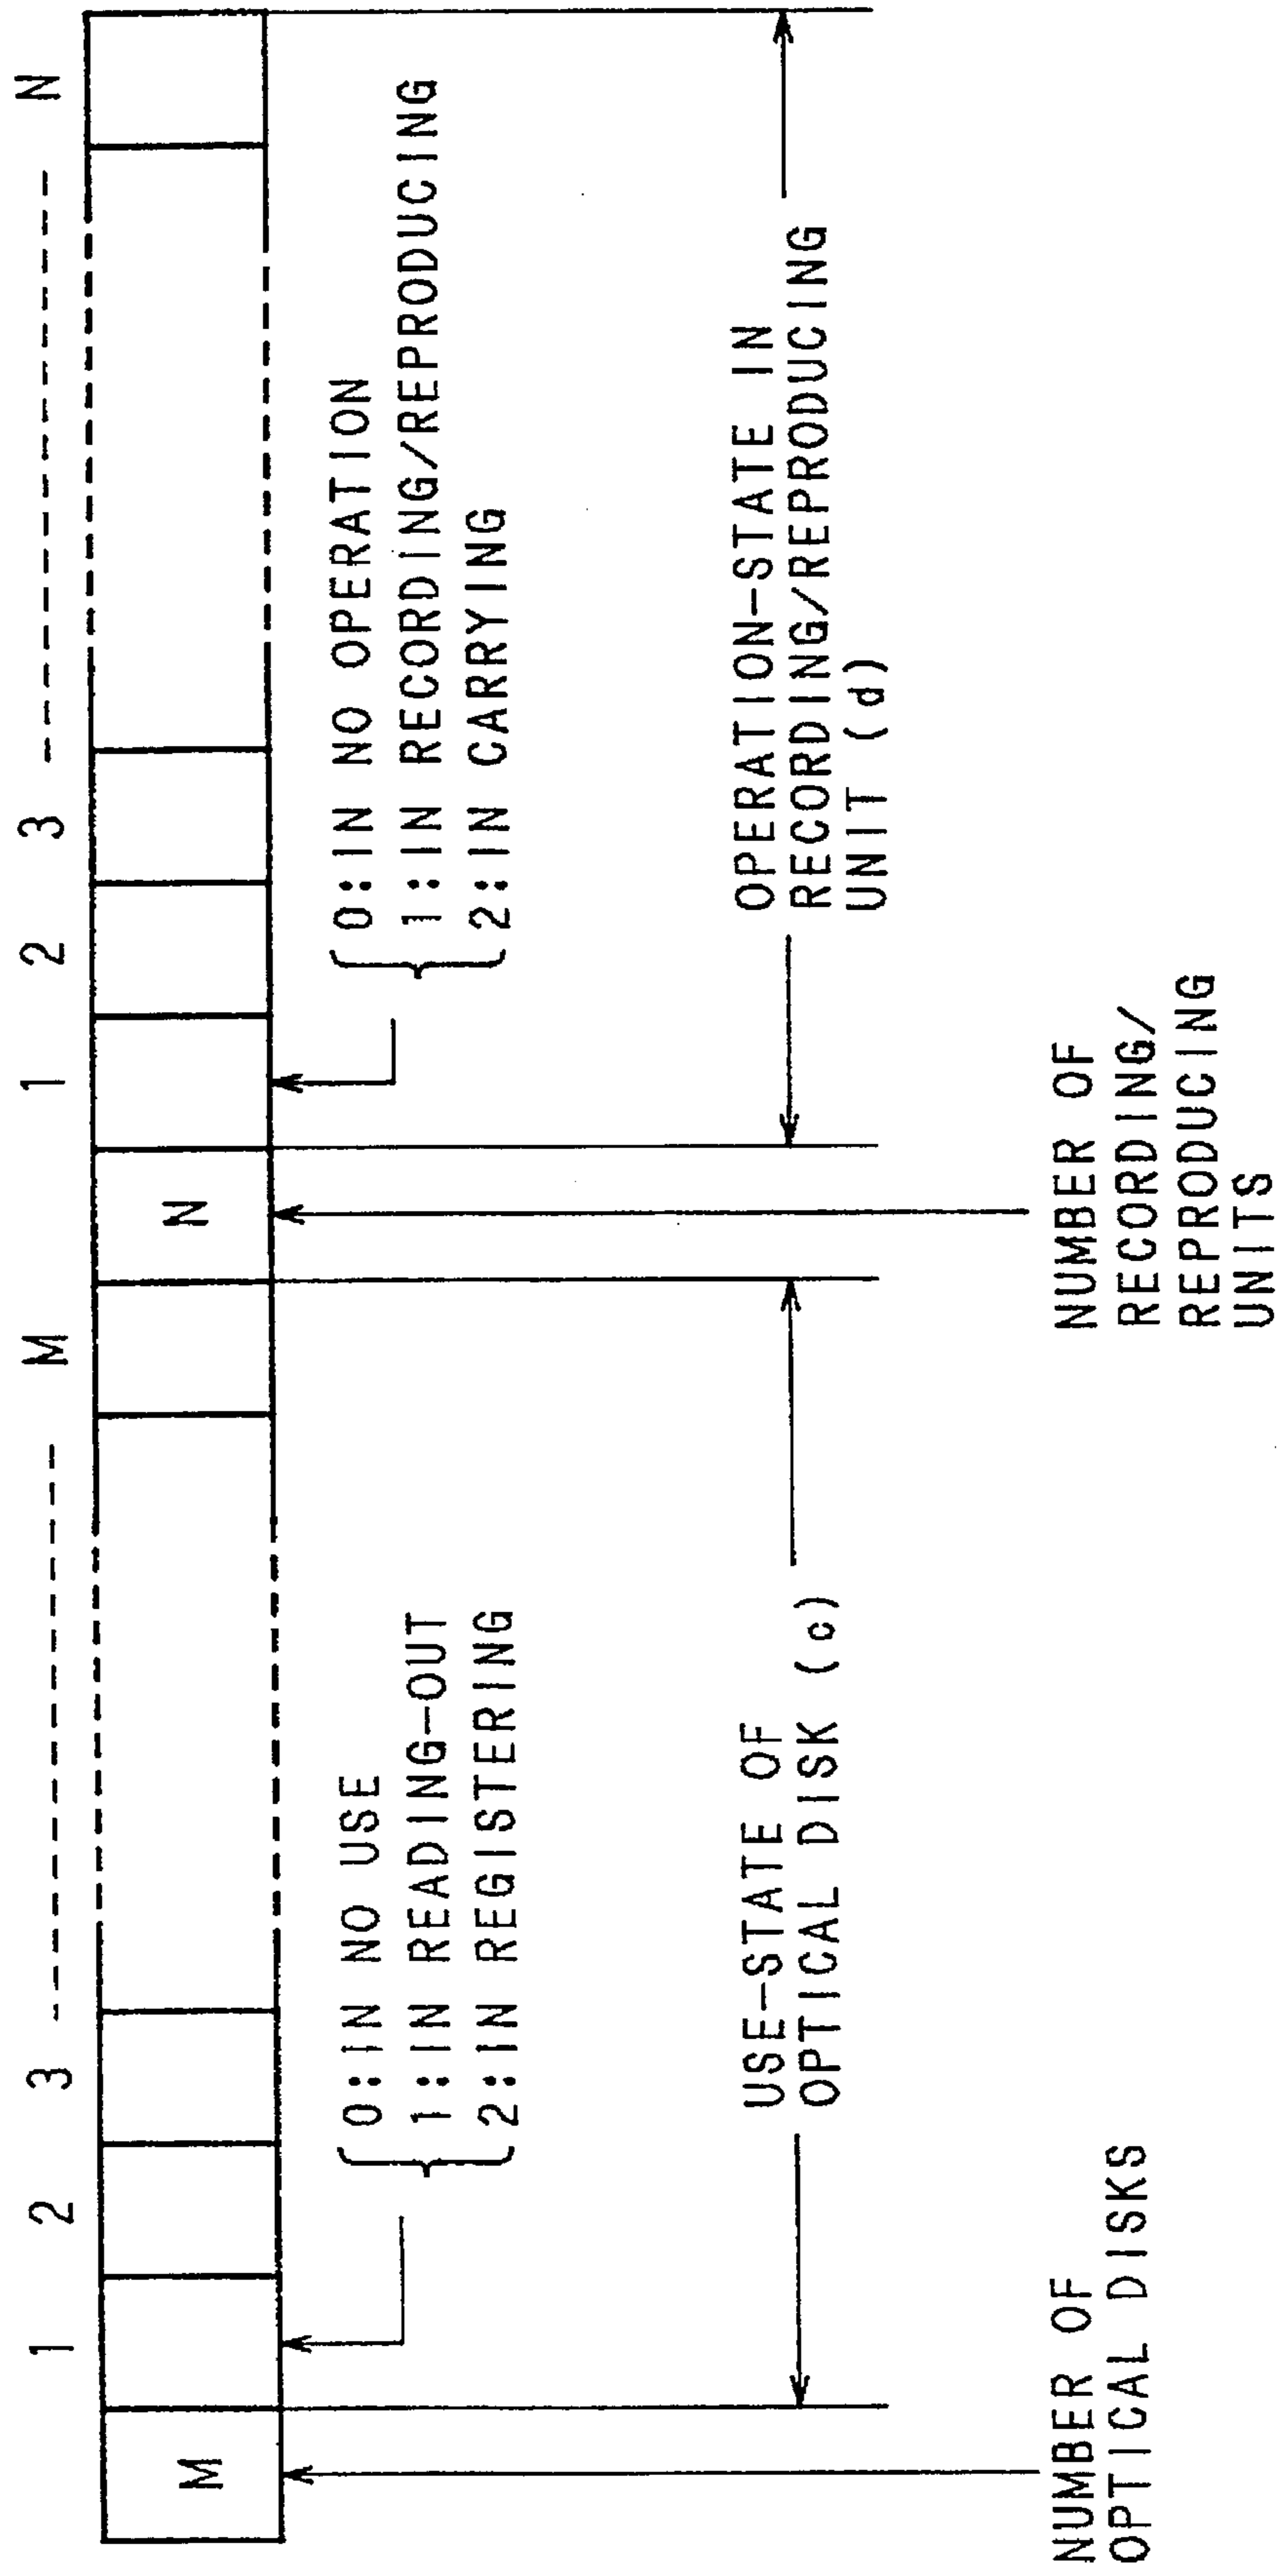 1 2 3 ---- M 1 2 3 ---- N
M N
0:IN NO USE
1:IN READING-OUT
2:IN REGISTERING
0:IN NO OPERATION
1:IN RECORDING/REPRODUCING
2:IN CARRYING
USE-STATE OF
OPTICAL DISK (c)
OPERATION-STATE IN
RECORDING/REPRODUCING
UNIT (d)
NUMBER OF
OPTICAL DISKS
NUMBER OF
RECORDING/
REPRODUCING
UNITS